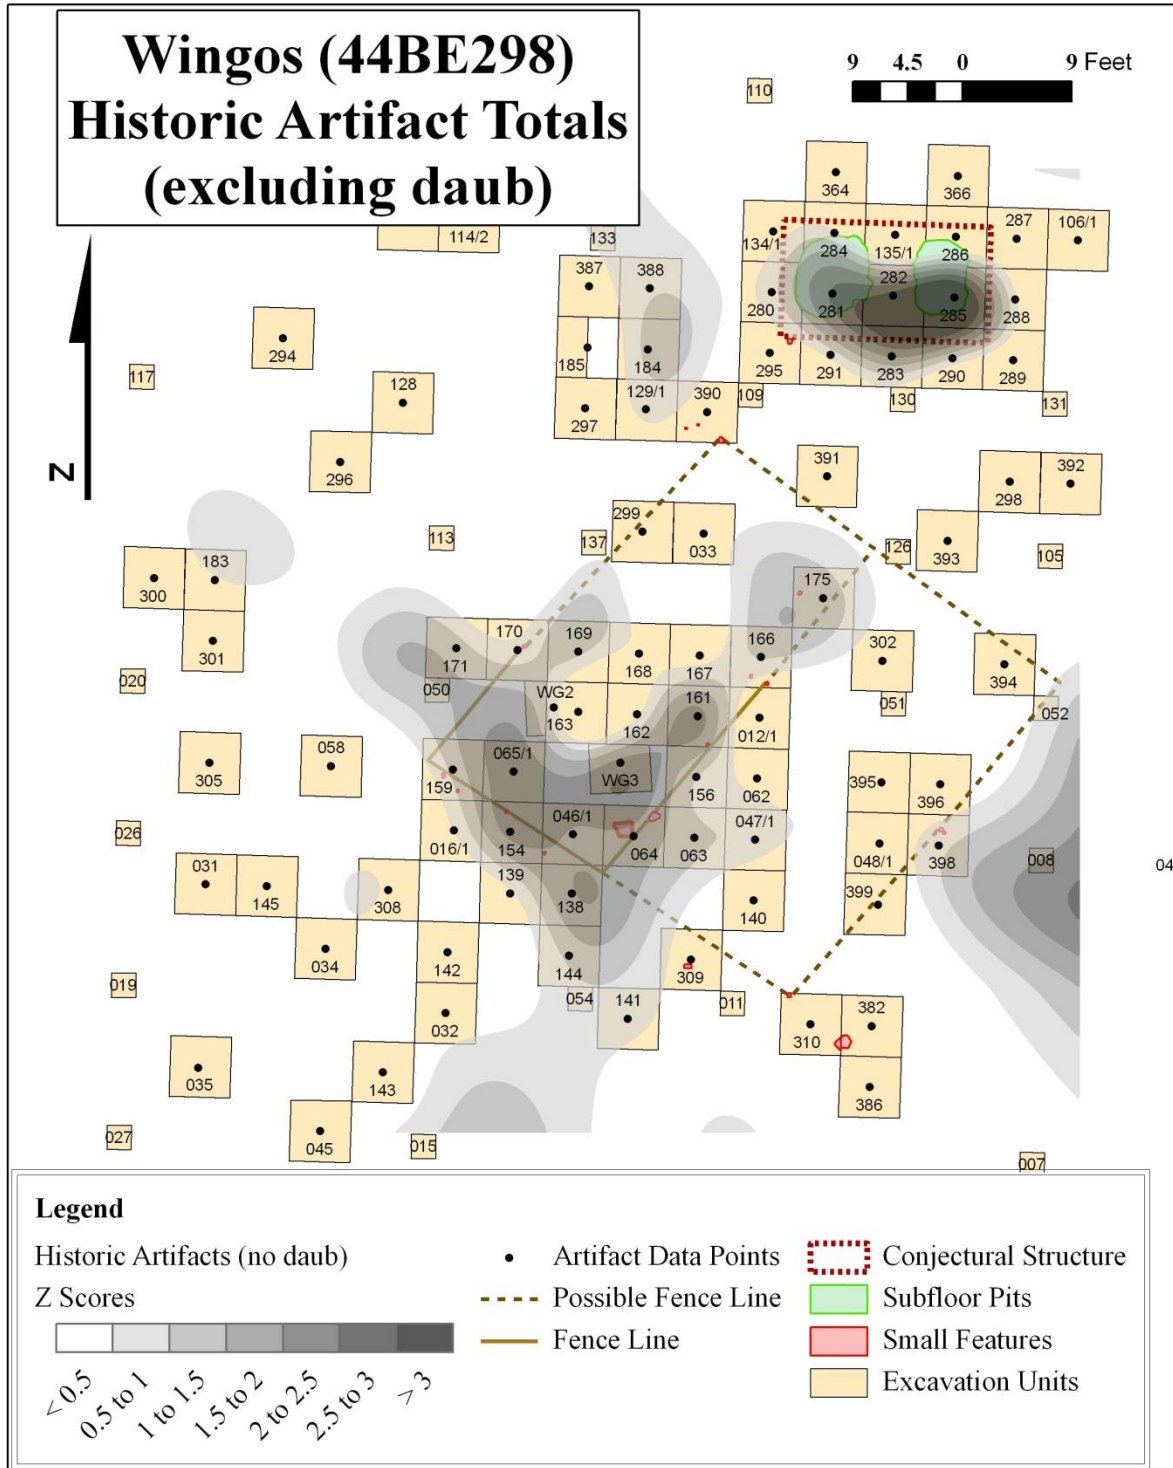 Wingos (44BE298)
Historic Artifact Totals
(excluding daub)
9 4.5 0 9 Feet
110
364 366
114/2 133 134/1 284 135/1 286 287 106/1
387 388 280 281 282 285 288
294 185 184 295 291 283 290 289
117 128 297 129/1 390 109 130 131
Z
296 391 298 392
113 137 299 033 126 393 105
300 183 175
301 171 170 169 168 167 166 302 394
020 050 WG2 163 162 161 012/1 051 052
305 058 159 065/1 WG3 156 062 395 396
026 016/1 154 046/1 064 063 047/1 048/1 398 008 04
031 145 308 139 138 140 399
034 142 144 309
019 032 054 141 011 310 382
035 143 386
027 045 015 007
Legend
Historic Artifacts (no daub)
Z Scores
< 0.5
0.5 to 1
1 to 1.5
1.5 to 2
2 to 2.5
2.5 to 3
> 3
Artifact Data Points
Possible Fence Line
Fence Line
Conjectural Structure
Subfloor Pits
Small Features
Excavation Units